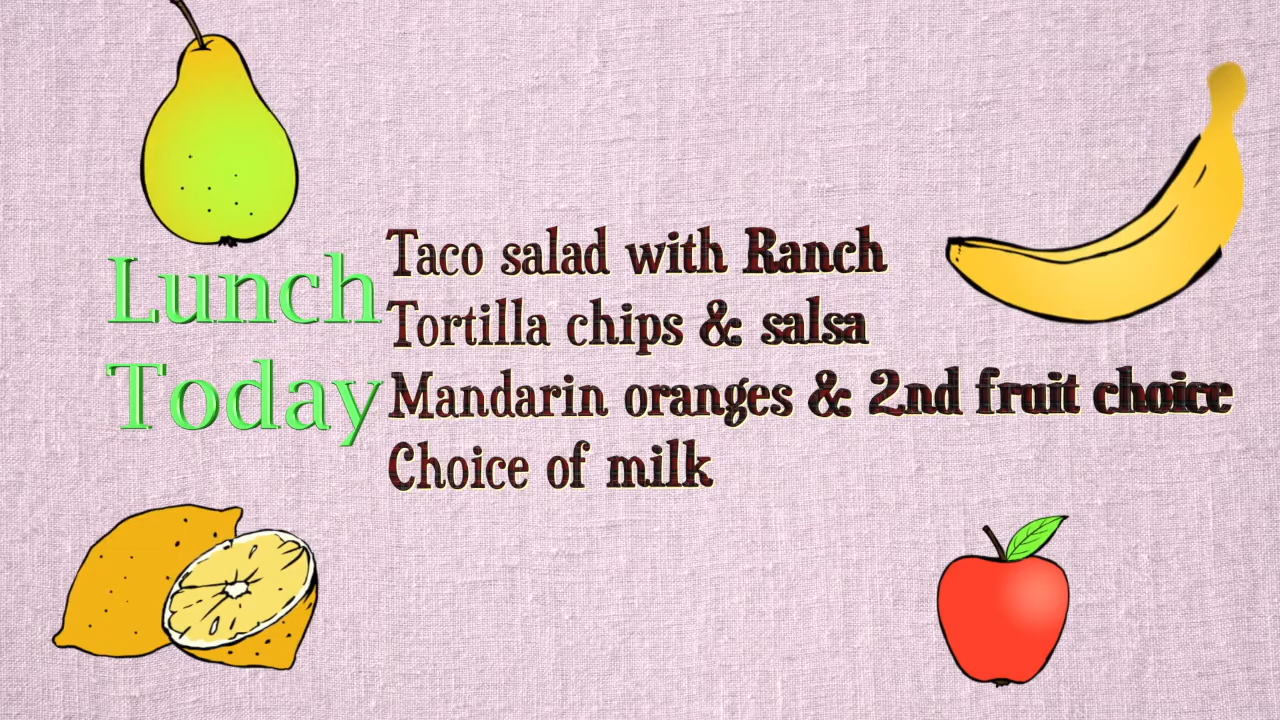 Lunch
Today
Taco salad with Ranch
Tortilla chips & salsa
Mandarin oranges & 2nd fruit choice
Choice of milk